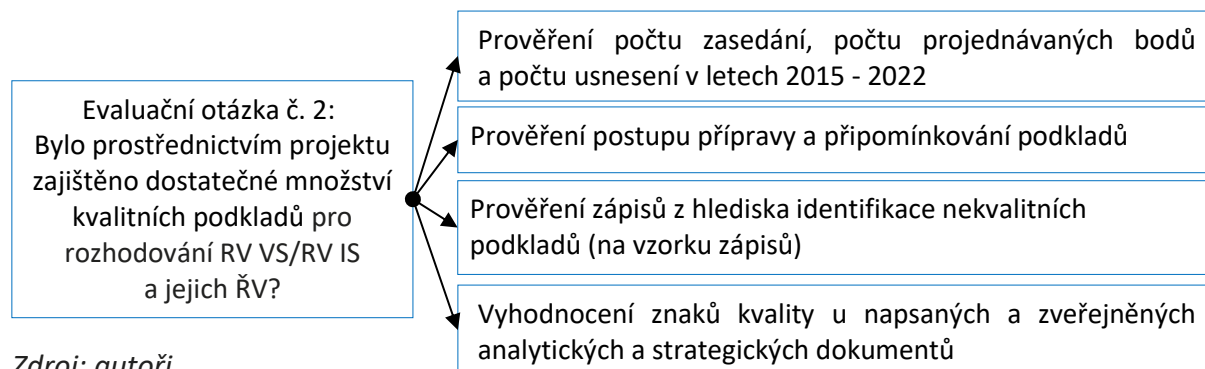 Evaluační otázka č. 2:
Bylo prostřednictvím projektu
zajištěno dostatečné množství
kvalitních podkladů pro
rozhodování RV VS/RV IS
a jejich ŘV?
Prověření počtu zasedání, počtu projednávaných bodů
a počtu usnesení v letech 2015 - 2022
Prověření postupu přípravy a připomínkování podkladů
Prověření zápisů z hlediska identifikace nekvalitních
podkladů (na vzorku zápisů)
Vyhodnocení znaků kvality u napsaných a zveřejněných
analytických a strategických dokumentů
Zdroj: autoři